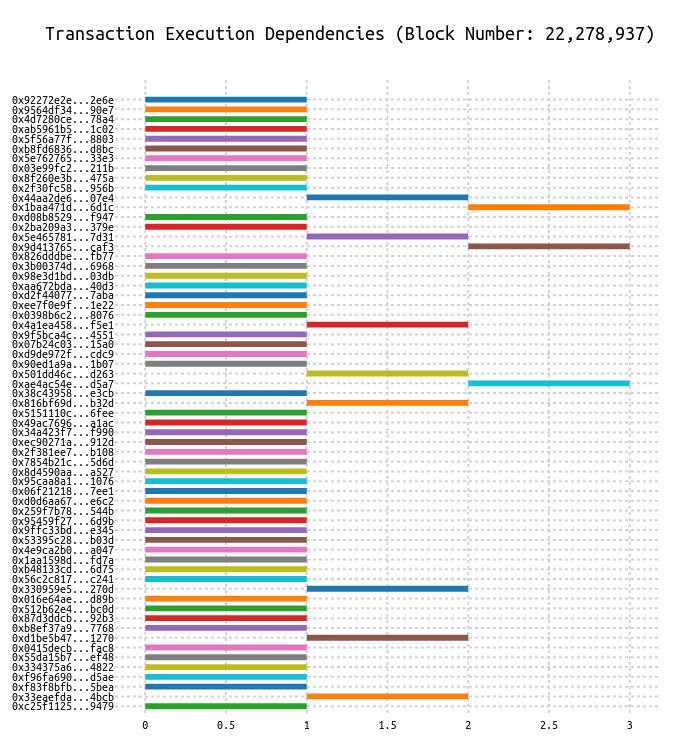 Transaction Execution Dependencies (Block Number: 22,278,937)
0x92272e2e...2e6e
0x9564df34...90e7
0x4d7280ce...78a4
0xab5961b5...1c02
0x5f56a77f...8803
0xb8fd6836...d8bc
0x5e762765...33e3
0x03e99fc2...211b
0x8f260e3b...475a
0x2f30fc58...956b
0x44aa2de6...07e4
0x1baa471d...6d1c
0xd08b8529...f947
0x2ba209a3...379e
0x5e465781...7d31
0x9d413765...caf3
0x826dddbe...fb77
0x3b00374d...6968
0x98e3d1bd...03db
0xaa672bda...40d3
0xd2f44077...7aba
0xee7f0e9f...1e22
0x0398b6c2...8076
0x4a1ea458...f5e1
0x9f5bca4c...4551
0x07b24c03...15a0
0xd9de972f...cdc9
0x90ed1a9a...1b07
0x501dd46c...d263
0xae4ac54e...d5a7
0x38c43958...e3cb
0x816bf69d...b32d
0x5151110c...6fee
0x49ac7696...a1ac
0x34a423f7...f990
0xec90271a...912d
0x2f381ee7...b108
0x7854b21c...5d6d
0x8d4590aa...a527
0x95caa8a1...1076
0x06f21218...7ee1
0xd0d6aa67...e6c2
0x259f7b78...544b
0x95459f27...6d9b
0x9ffc33bd...e345
0x53395c28...b03d
0x4e9ca2b0...a047
0x1aa1598d...fd7a
0xb48133cd...6d75
0x56c2c817...c241
0x330959e5...270d
0x016e64ae...d89b
0x512b62e4...bc0d
0x87d3ddcb...92b3
0xb8ef37a9...7768
0xd1be5b47...1270
0x0415decb...fac8
0x55da15b7...ef48
0x334375a6...4822
0xf96fa690...d5ae
0xf83f8bfb...5bea
0x33eaefda...4bcb
0xc25f1125...9479
0 0.5 1 1.5 2 2.5 3